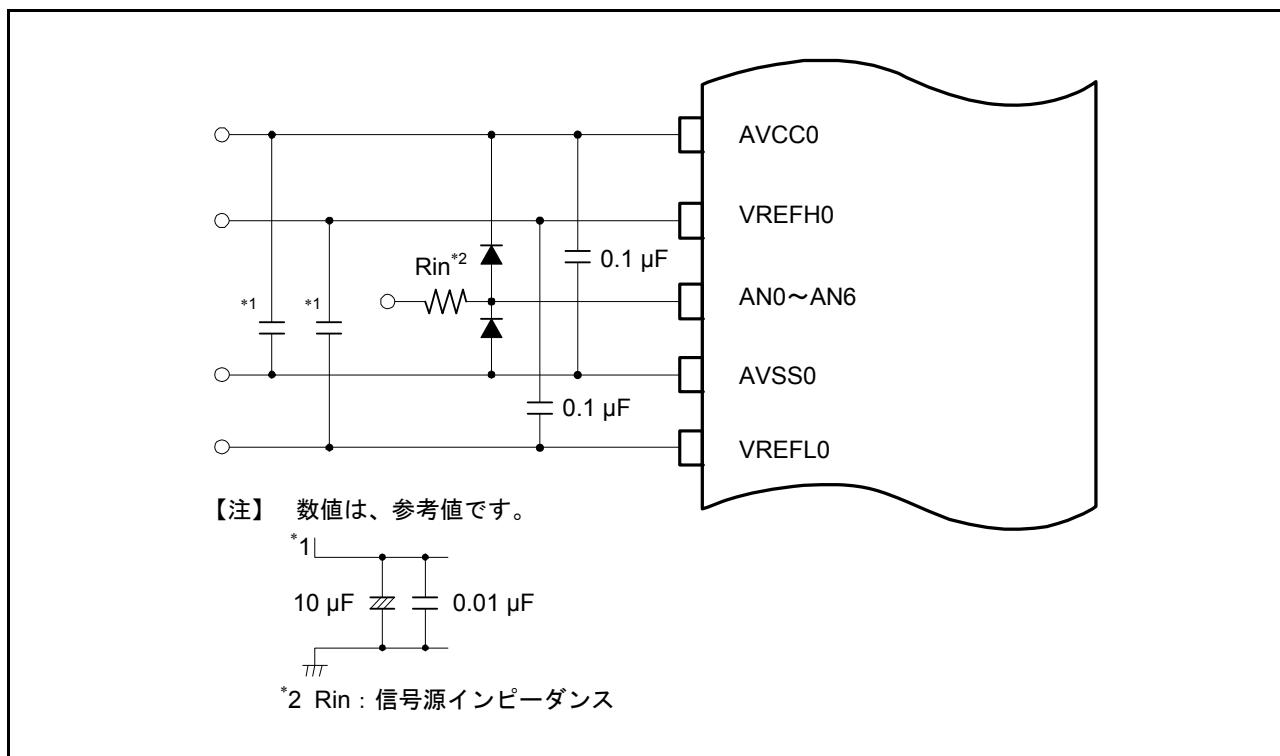 AVCC0
VREFH0
Rin*2
0.1 µF
*1
*1
AN0～AN6
AVSS0
0.1 µF
VREFL0
【注】 数値は、参考値です。
*1
10 µF
0.01 µF
*2 Rin：信号源インピーダンス